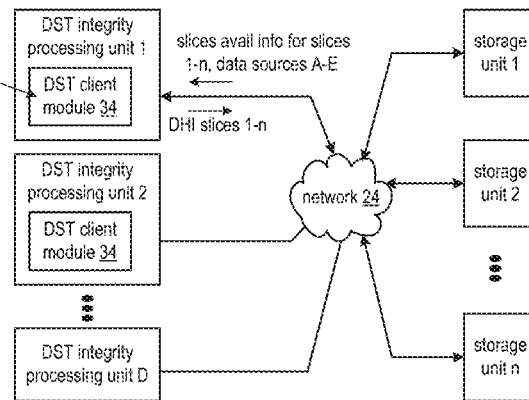 DST integrity
processing unit 1
DST client
module 34
slices avail info for slices
1-n, data sources A-E
DHI slices 1-n
DST integrity
processing unit 2
DST client
module 34
DST integrity
processing unit D
network 24
storage
unit 1
storage
unit 2
storage
unit n